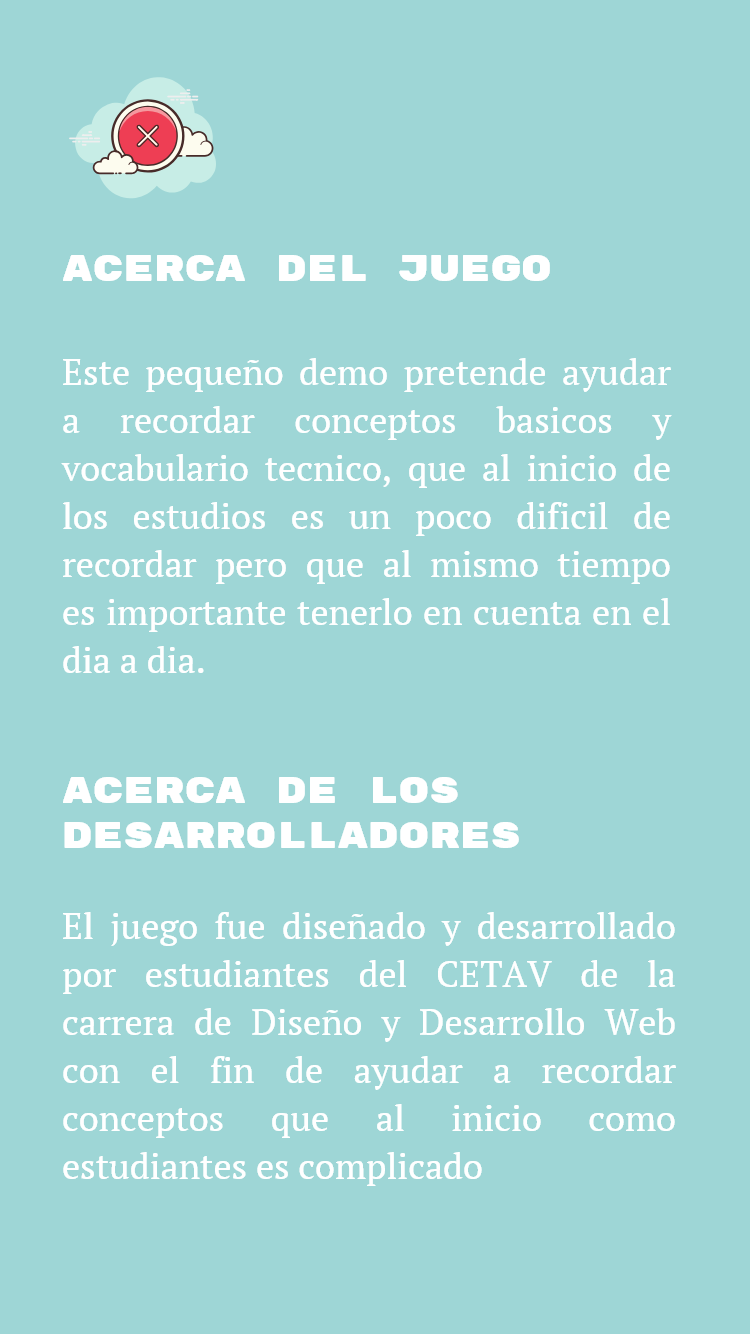 ACERCA DEL JUEGO
Este pequeño demo pretende ayudar
a recordar conceptos basicos y
vocabulario tecnico, que al inicio de
los estudios es un poco dificil de
recordar pero que al mismo tiempo
es importante tenerlo en cuenta en el
dia a dia.
ACERCA DE LOS
DESARROLLADORES
El juego fue diseñado y desarrollado
por estudiantes del CETAV de la
carrera de Diseño y Desarrollo Web
con el fin de ayudar a recordar
conceptos que al inicio como
estudiantes es complicado